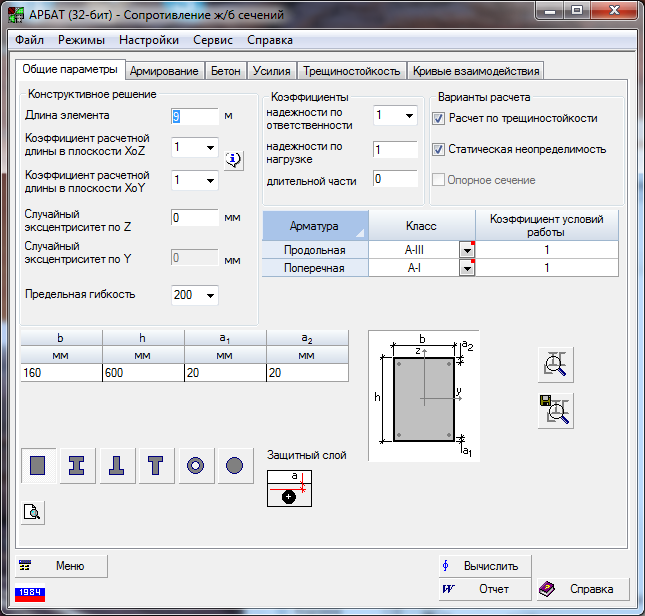 АРБАТ (32-бит) - Сопротивление ж/б сечений
Файл Режимы Настройки Сервис Справка
Общие параметры Армирование Бетон Усилия Трещиностойкость Кривые взаимодействия
Конструктивное решение
Длина элемента 9 м
Коэффициент расчетной
длины в плоскости XoZ 1
Коэффициент расчетной
длины в плоскости XoY 1
Случайный
эксцентриситет по Z 0 мм
Случайный
эксцентриситет по Y 0 мм
Предельная гибкость 200
Коэффициенты
надежности по
ответственности 1
надежности по
нагрузке 1
длительной части 0
Варианты расчета
Расчет по трещиностойкости
Статическая неопределимость
Опорное сечение
Арматура Класс Коэффициент условий
работы
Продольная A-III 1
Поперечная A-I 1
b h a1 a2
мм мм мм мм
160 600 20 20
b
a2
z
y
h
a1
Защитный слой
a
Меню
1984
Вычислить
Отчет
Справка